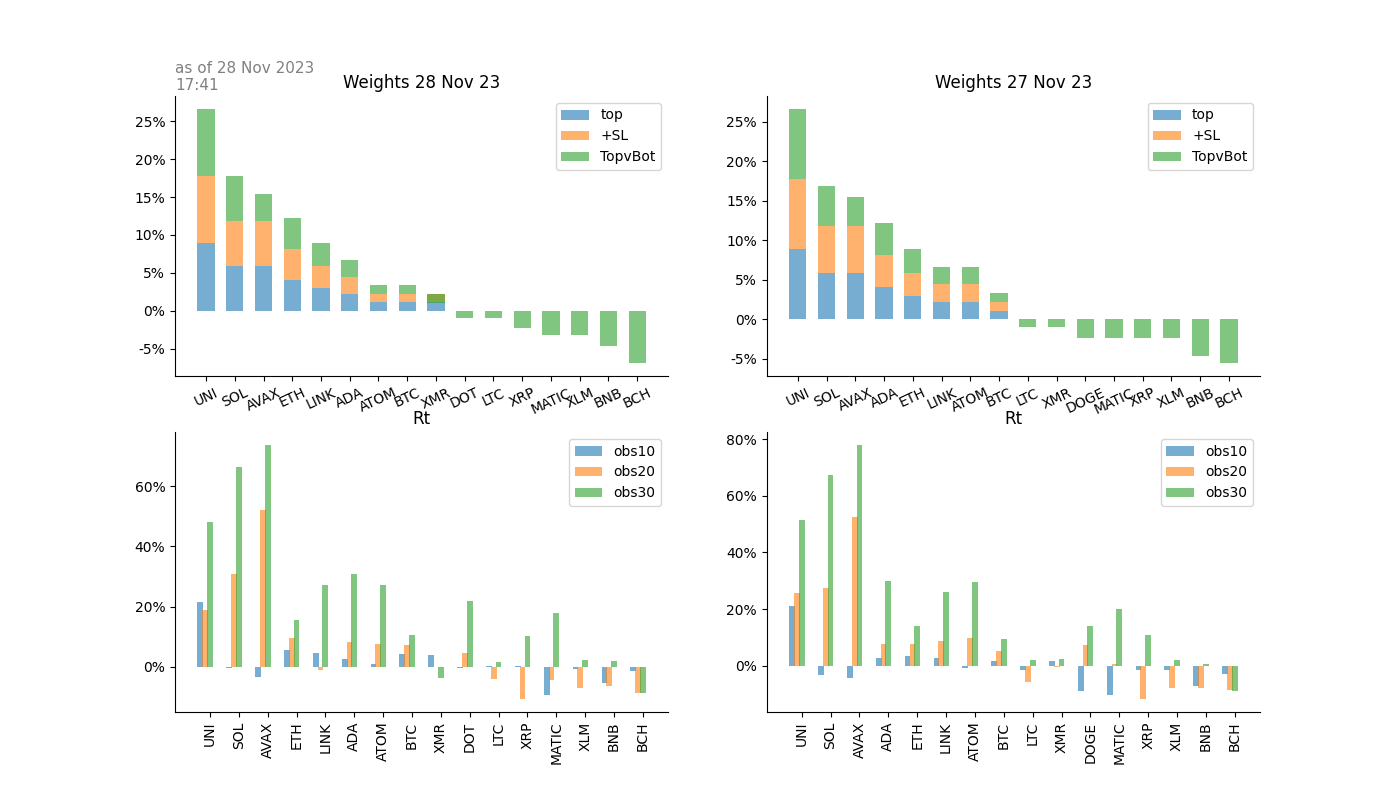 as of 28 Nov 2023
17:41
Weights 28 Nov 23
25%
20%
15%
10%
5%
0%
-5%
top
+SL
TopvBot
UNI SOL AVAX ETH LINK ADA ATOM BTC XMR DOT LTC XRP MATIC XLM BNB BCH
Weights 27 Nov 23
25%
20%
15%
10%
5%
0%
-5%
top
+SL
TopvBot
UNI SOL AVAX ADA ETH LINK ATOM BTC LTC XMR DOGE MATIC XRP XLM BNB BCH
Rt
60%
40%
20%
0%
obs10
obs20
obs30
UNI SOL AVAX ETH LINK ADA ATOM BTC XMR DOT LTC XRP MATIC XLM BNB BCH
Rt
80%
60%
40%
20%
0%
obs10
obs20
obs30
UNI SOL AVAX ADA ETH LINK ATOM BTC LTC XMR DOGE MATIC XRP XLM BNB BCH